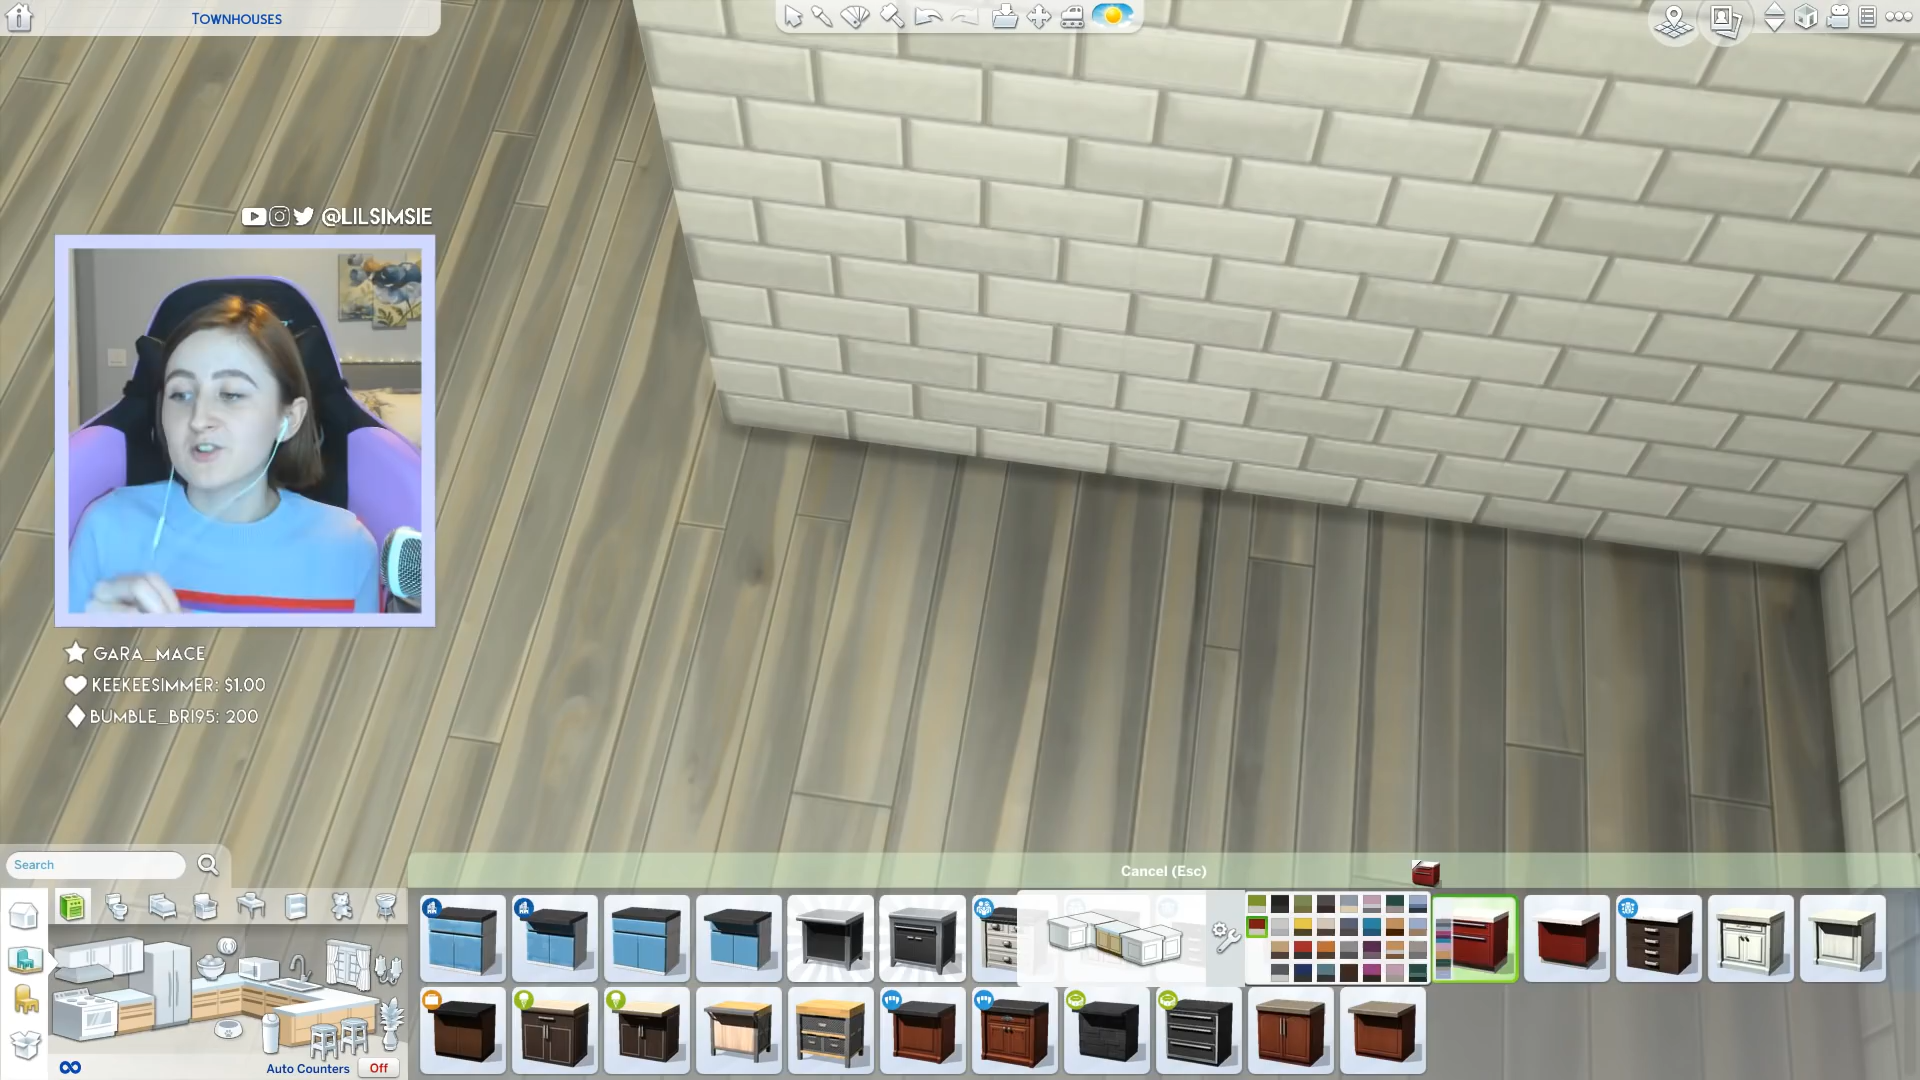 TOWNHOUSES
@LILSIMSIE
GARA_MACE
KEEKEESIMMER: $1.00
BUMBLE_BRI95: 200
Search
Cancel (Esc)
Auto Counters Off